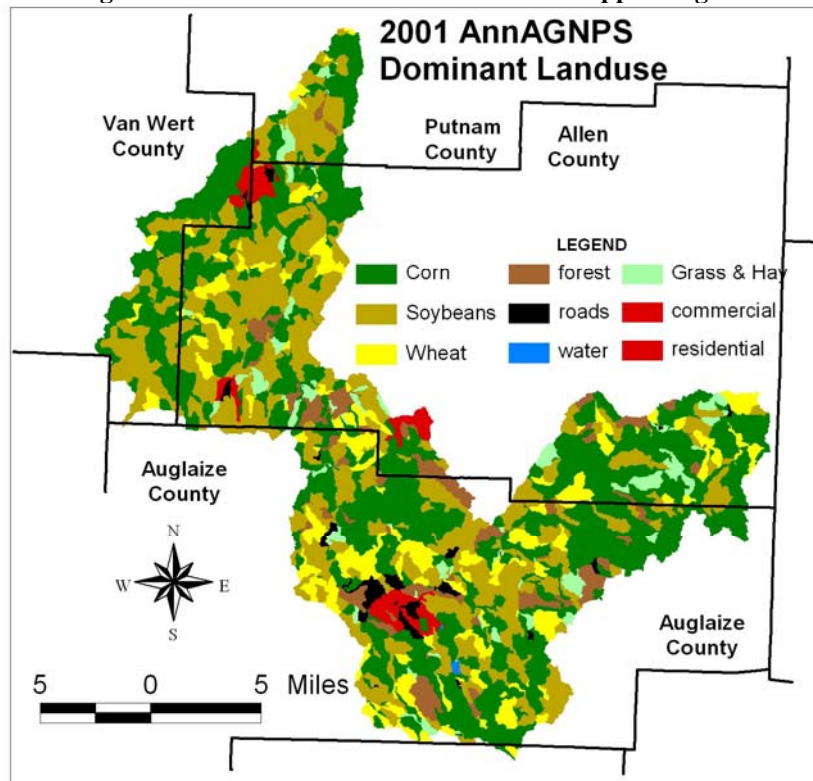 2001 AnnAGNPS
Dominant Landuse
Van Wert
County
Putnam
County
Allen
County
LEGEND
Corn
forest
Grass & Hay
Soybeans
roads
commercial
Wheat
water
residential
Auglaize
County
N
W E
S
Auglaize
County
5 0 5 Miles